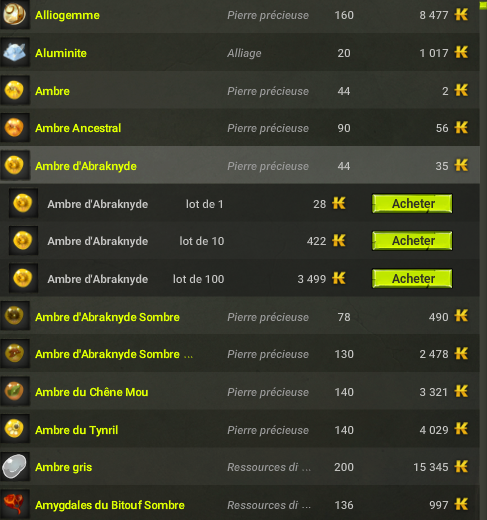 Alliogemme Pierre précieuse 160 8 477
Aluminite Alliage 20 1 017
Ambre Pierre précieuse 44 2
Ambre Ancestral Pierre précieuse 90 56
Ambre d'Abraknyde Pierre précieuse 44 35
Ambre d'Abraknyde lot de 1 28 Acheter
Ambre d'Abraknyde lot de 10 422 Acheter
Ambre d'Abraknyde lot de 100 3 499 Acheter
Ambre d'Abraknyde Sombre Pierre précieuse 78 490
Ambre d'Abraknyde Sombre ... Pierre précieuse 130 2 478
Ambre du Chêne Mou Pierre précieuse 140 3 321
Ambre du Tynril Pierre précieuse 140 4 029
Ambre gris Ressources di ... 200 15 345
Amygdales du Bitouf Sombre Ressources di ... 136 997